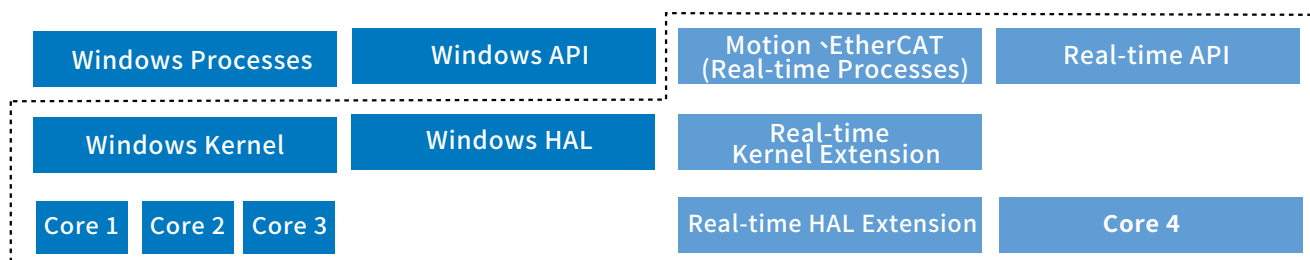 Windows Processes
Windows API
Motion、EtherCAT
(Real-time Processes)
Real-time API
Windows Kernel
Windows HAL
Real-time
Kernel Extension
Core 1
Core 2
Core 3
Real-time HAL Extension
Core 4